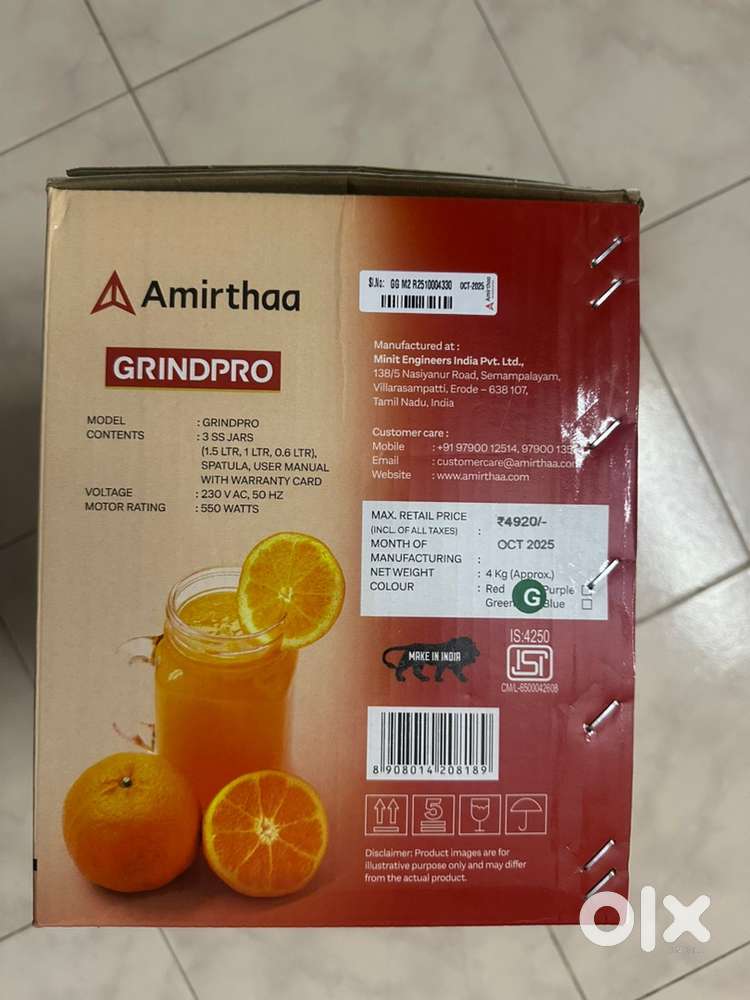 Amirthaa
GRINDPRO
MODEL : GRINDPRO
CONTENTS : 3 SS JARS
(1.5 LTR, 1 LTR, 0.6 LTR),
SPATULA, USER MANUAL
WITH WARRANTY CARD
VOLTAGE : 230 V AC, 50 HZ
MOTOR RATING : 550 WATTS
Sl.No: GG M2 R2510004330 OCT-2025
Amirthaa
Manufactured at :
Minit Engineers India Pvt. Ltd.,
138/5 Nasiyanur Road, Semampalayam,
Villarasampatti, Erode – 638 107,
Tamil Nadu, India
Customer care :
Mobile : +91 97900 12514, 97900
Email : customercare@amirthaa.com
Website : www.amirthaa.com
MAX. RETAIL PRICE : ₹4920/-
(INCL. OF ALL TAXES)
MONTH OF OCT 2025
MANUFACTURING :
NET WEIGHT : 4 Kg (Approx.)
COLOUR : Red Purple
Green Blue
G
MAKE IN INDIA
IS:4250
ISI
CM/L-6500042608
8 908014 208189
5
Disclaimer: Product images are for
illustrative purpose only and may differ
from the actual product.
olx